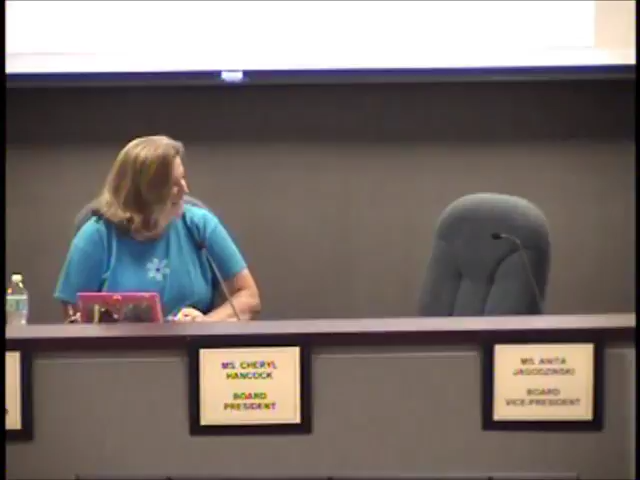 MS. CHERYL
HANCOCK
BOARD
PRESIDENT
MS. ANITA
JAGODZINSKI
BOARD
VICE-PRESIDENT